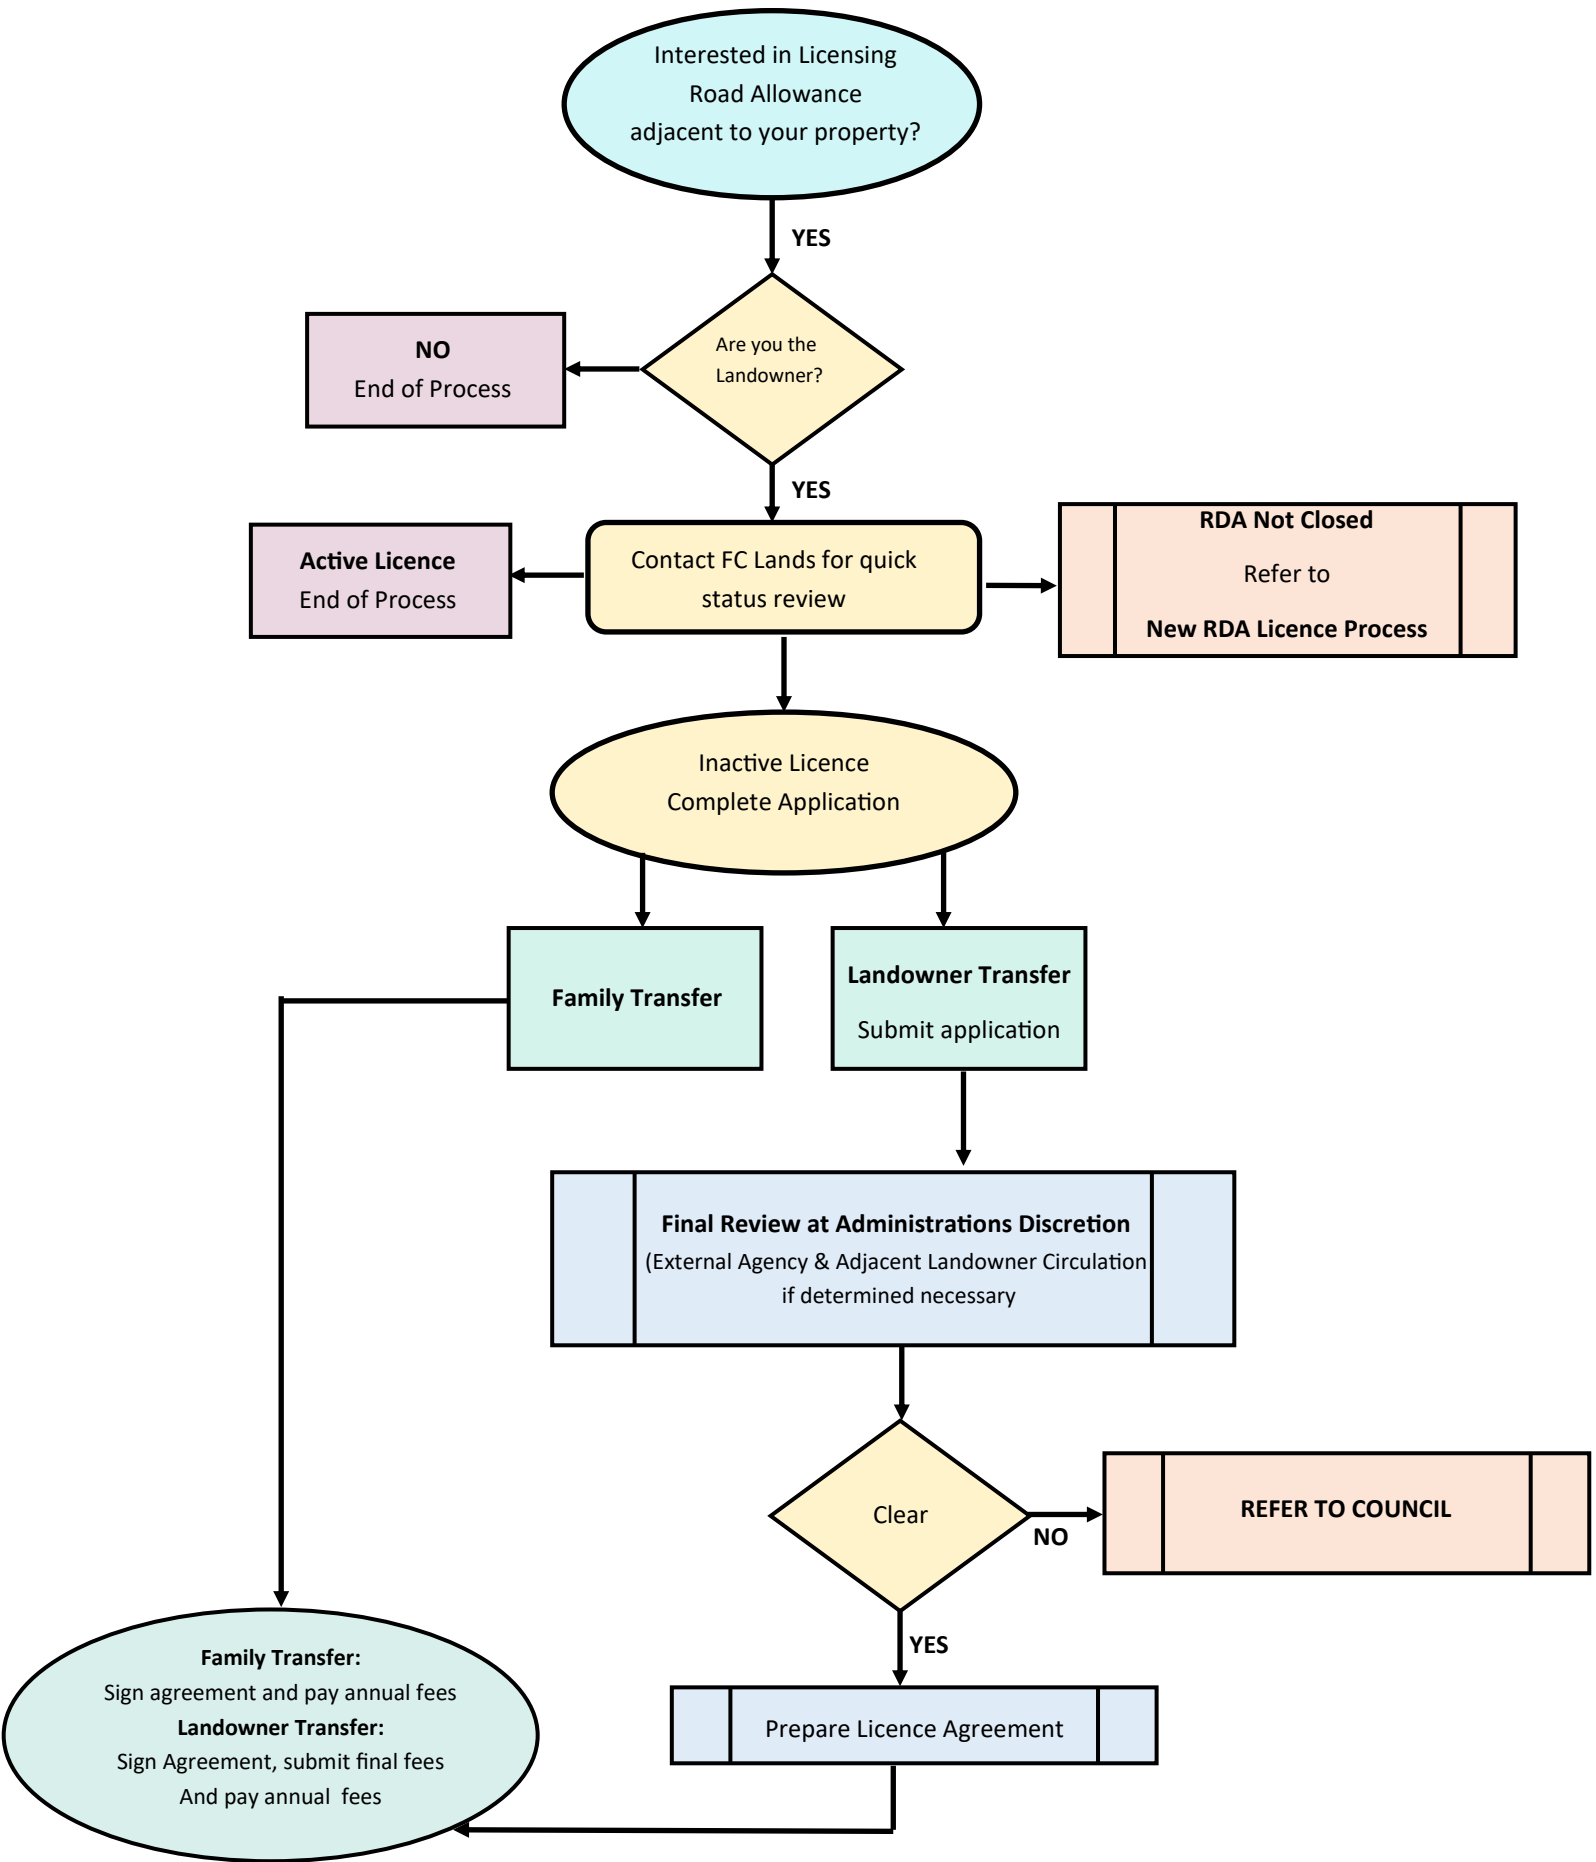 Interested in Licensing
Road Allowance
adjacent to your property?
YES
Are you the
Landowner?
NO
End of Process
YES
Contact FC Lands for quick
status review
Active Licence
End of Process
RDA Not Closed
Refer to
New RDA Licence Process
Inactive Licence
Complete Application
Family Transfer
Landowner Transfer
Submit application
Final Review at Administrations Discretion
(External Agency & Adjacent Landowner Circulation
if determined necessary
Clear
NO
REFER TO COUNCIL
YES
Prepare Licence Agreement
Family Transfer:
Sign agreement and pay annual fees
Landowner Transfer:
Sign Agreement, submit final fees
And pay annual fees